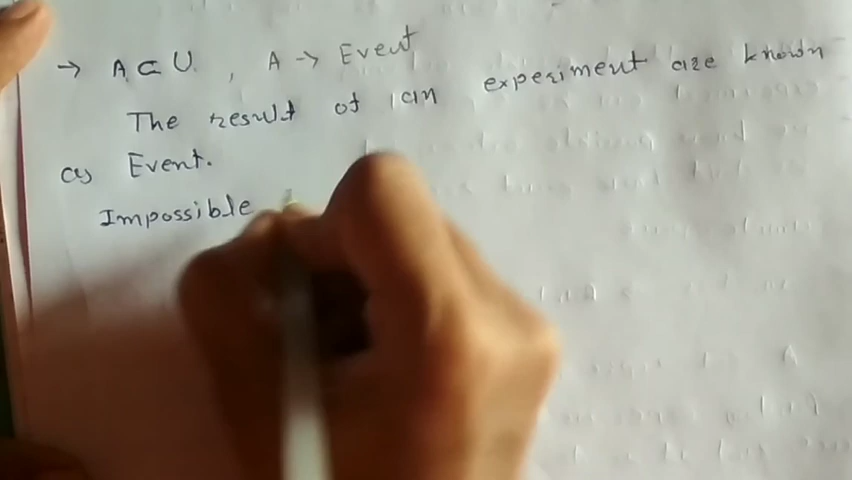 → A ⊂ U. , A → Event
The result of an experiment are known
as Event.
Impossible